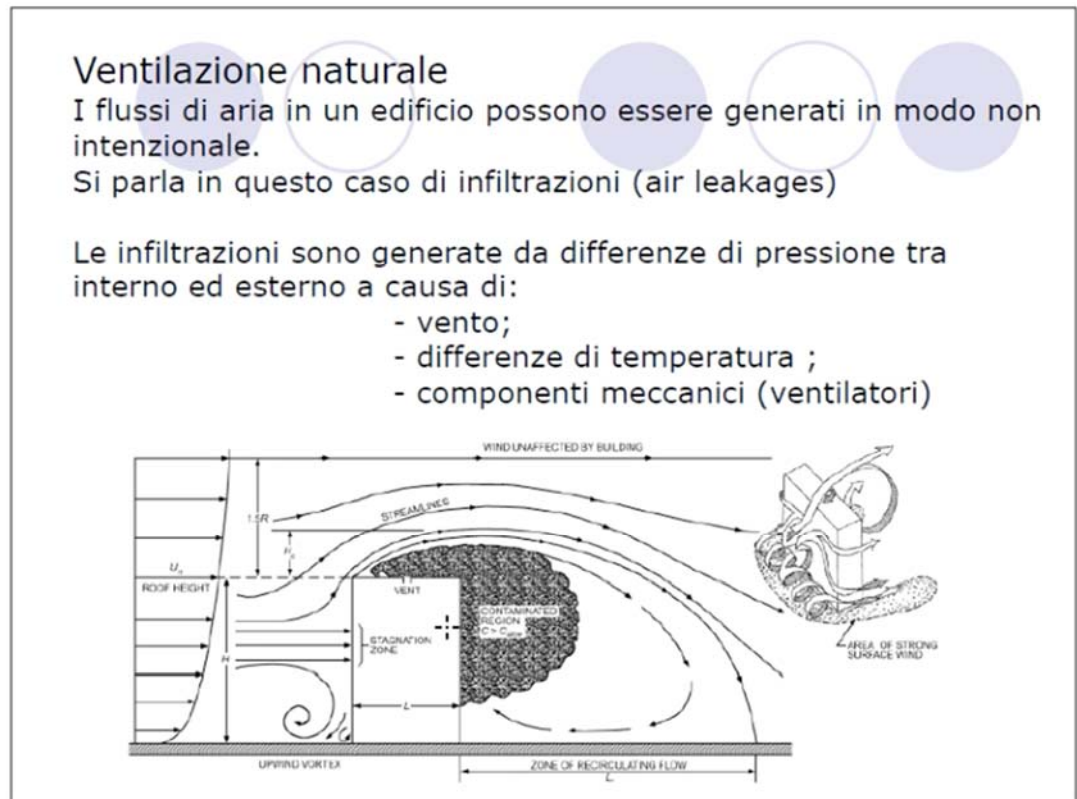 Ventilazione naturale
I flussi di aria in un edificio possono essere generati in modo non
intenzionale.
Si parla in questo caso di infiltrazioni (air leakages)
Le infiltrazioni sono generate da differenze di pressione tra
interno ed esterno a causa di:
- vento;
- differenze di temperatura ;
- componenti meccanici (ventilatori)
WIND UNAFFECTED BY BUILDING
STREAMLINES
1.5R
ROOF HEIGHT
VENT
CONTAMINATED
REGION
STAGNATION
ZONE
H
L
AREA OF STRONG
SURFACE WIND
UPWIND VORTEX
ZONE OF RECIRCULATING FLOW